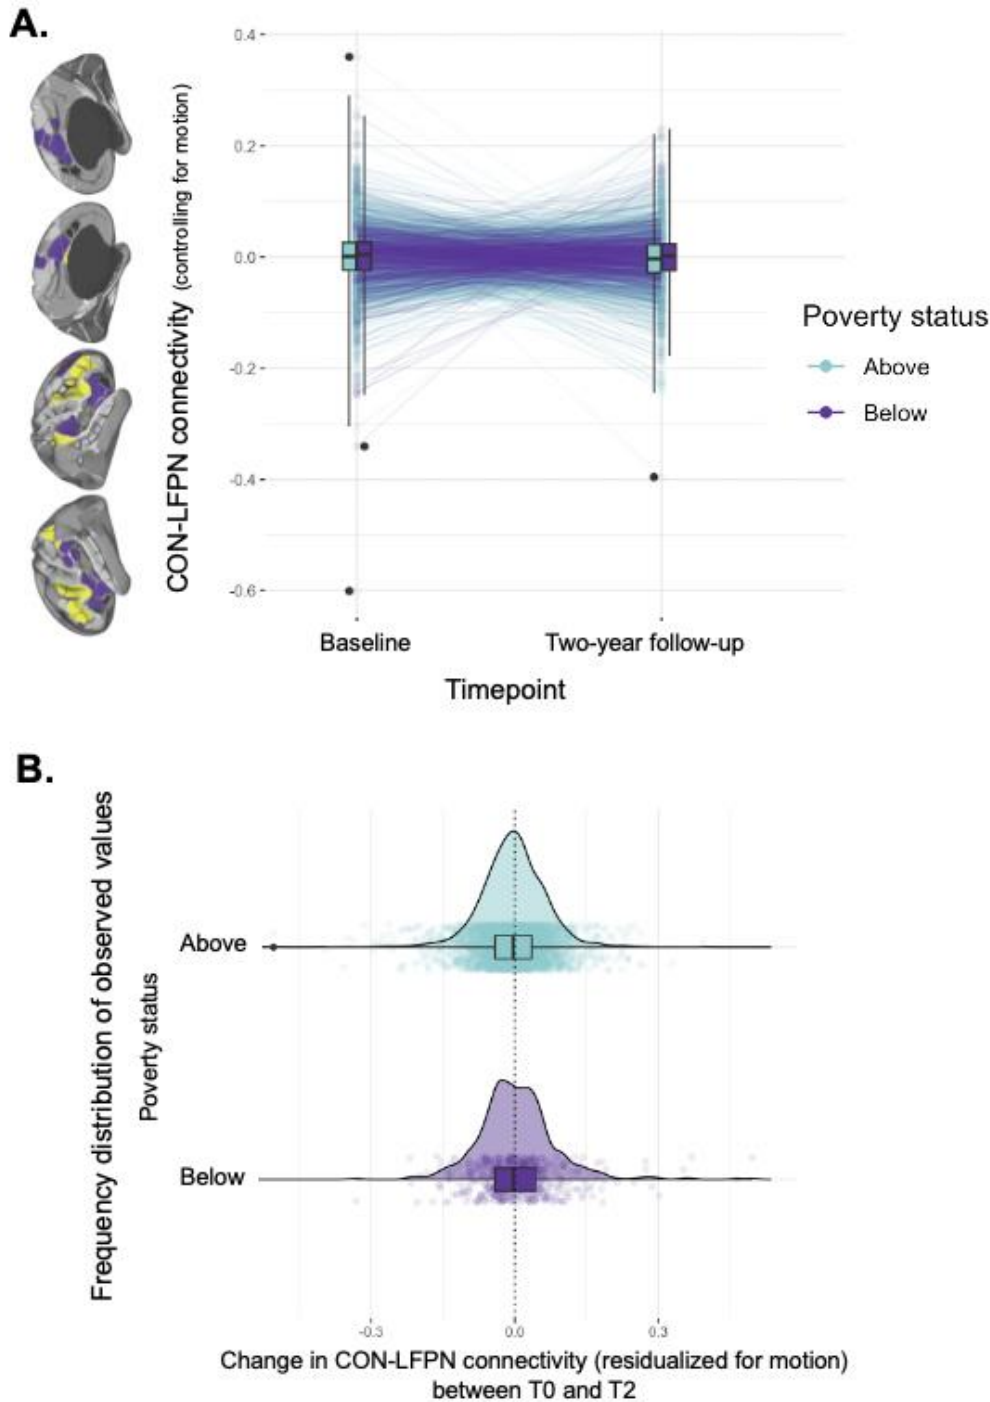 A.
CON-LFPN connectivity (controlling for motion)
0.4
0.2
0.0
-0.2
-0.4
-0.6
Baseline
Two-year follow-up
Timepoint
Poverty status
Above
Below
B.
Frequency distribution of observed values
Poverty status
Above
Below
-0.3
0.0
0.3
Change in CON-LFPN connectivity (residualized for motion)
between T0 and T2